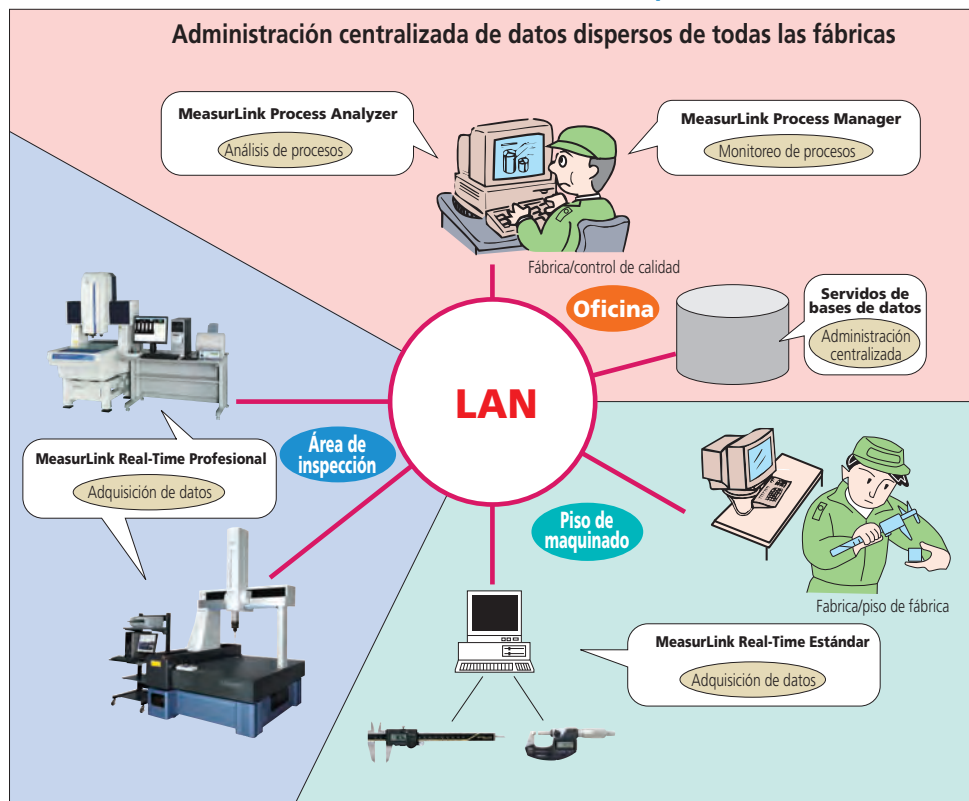 Administración centralizada de datos dispersos de todas las fábricas
MeasurLink Process Analyzer
Análisis de procesos
MeasurLink Process Manager
Monitoreo de procesos
Fábrica/control de calidad
Oficina
Servidos de
bases de datos
Administración
centralizada
LAN
Área de
inspección
MeasurLink Real-Time Profesional
Adquisición de datos
Piso de
maquinado
Fabrica/piso de fábrica
MeasurLink Real-Time Estándar
Adquisición de datos